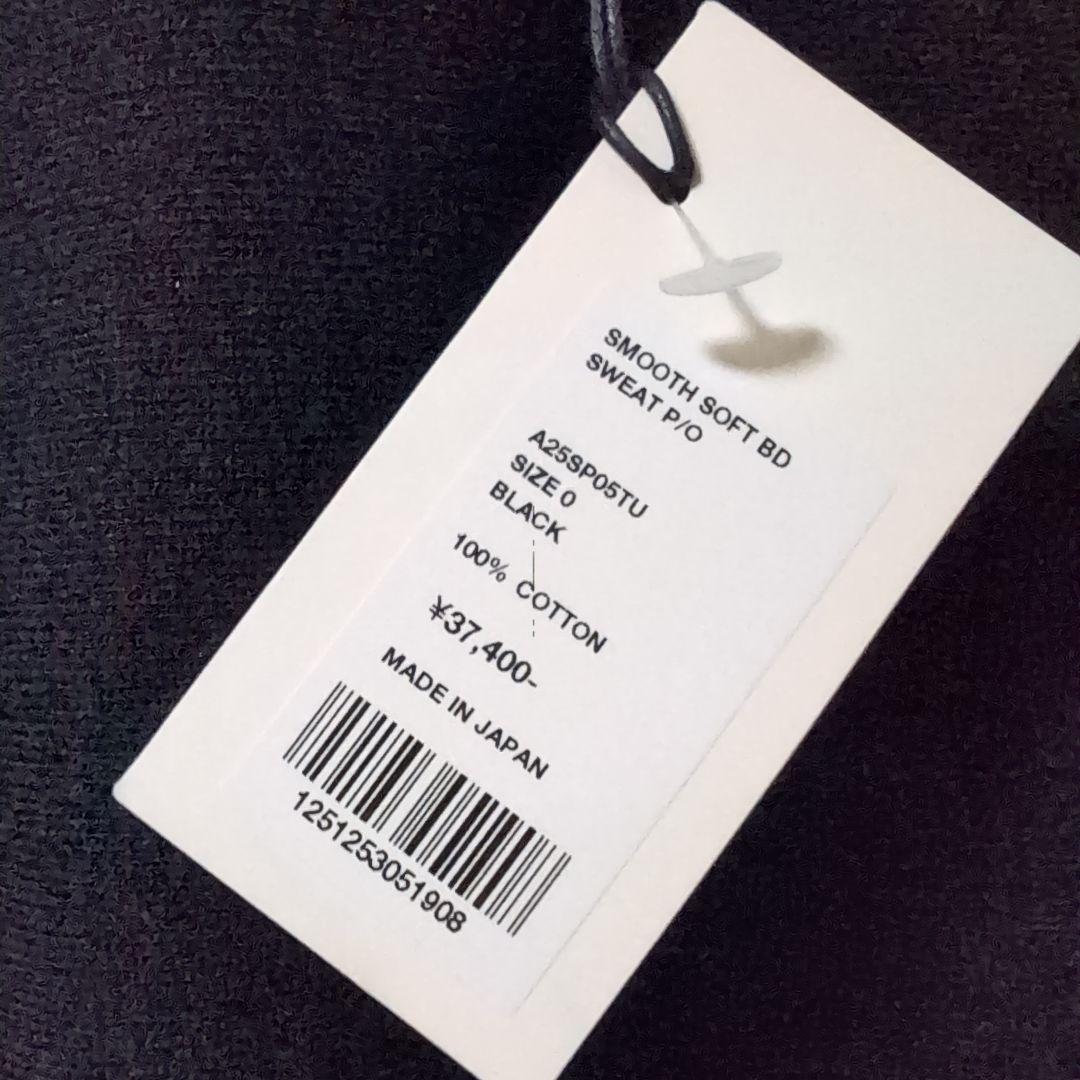 SMOOTH SOFT BD
SWEAT P/O
A25SP05TU
SIZE 0
BLACK
100% COTTON
¥37,400-
MADE IN JAPAN
1251253051908